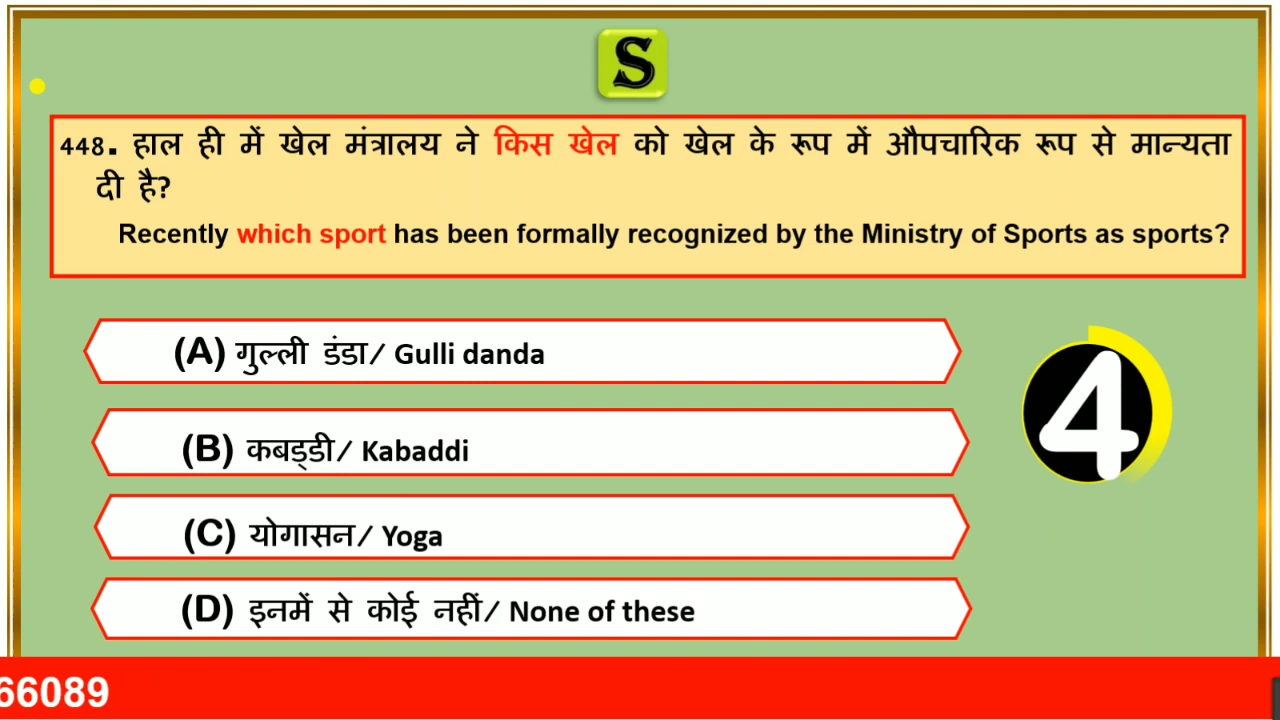 S
448. हाल ही में खेल मंत्रालय ने किस खेल को खेल के रूप में औपचारिक रूप से मान्यता
दी है?
Recently which sport has been formally recognized by the Ministry of Sports as sports?
(A) गुल्ली डंडा/ Gulli danda
4
(B) कबड्डी/ Kabaddi
(C) योगासन/ Yoga
(D) इनमें से कोई नहीं/ None of these
66089